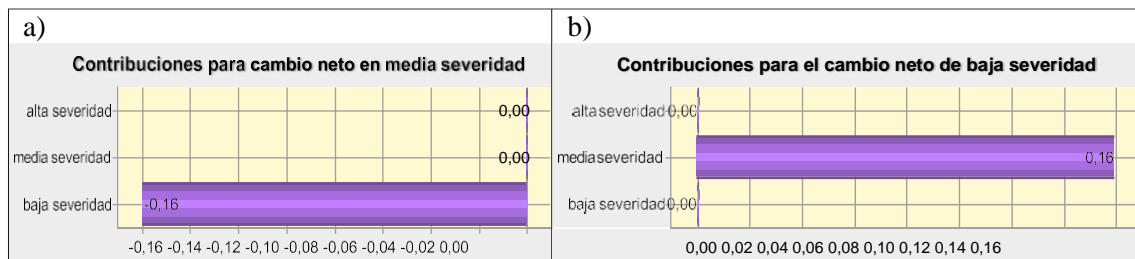 a)
Contribuciones para cambio neto en media severidad
alta severidad
0,00
media severidad
0,00
baja severidad
-0,16
-0,16 -0,14 -0,12 -0,10 -0,08 -0,06 -0,04 -0,02 0,00
b)
Contribuciones para el cambio neto de baja severidad
alta severidad
0,00
media severidad
0,16
baja severidad
0,00
0,00 0,02 0,04 0,06 0,08 0,10 0,12 0,14 0,16